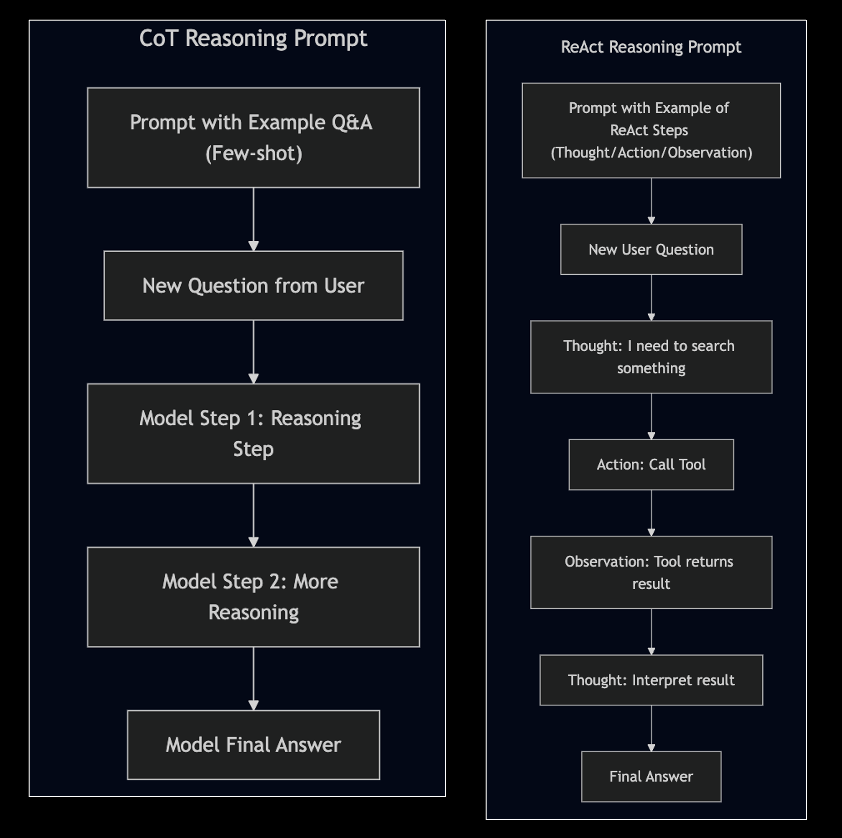 CoT Reasoning Prompt
Prompt with Example Q&A
(Few-shot)
New Question from User
Model Step 1: Reasoning
Step
Model Step 2: More
Reasoning
Model Final Answer
ReAct Reasoning Prompt
Prompt with Example of
ReAct Steps
(Thought/Action/Observation)
New User Question
Thought: I need to search
something
Action: Call Tool
Observation: Tool returns
result
Thought: Interpret result
Final Answer